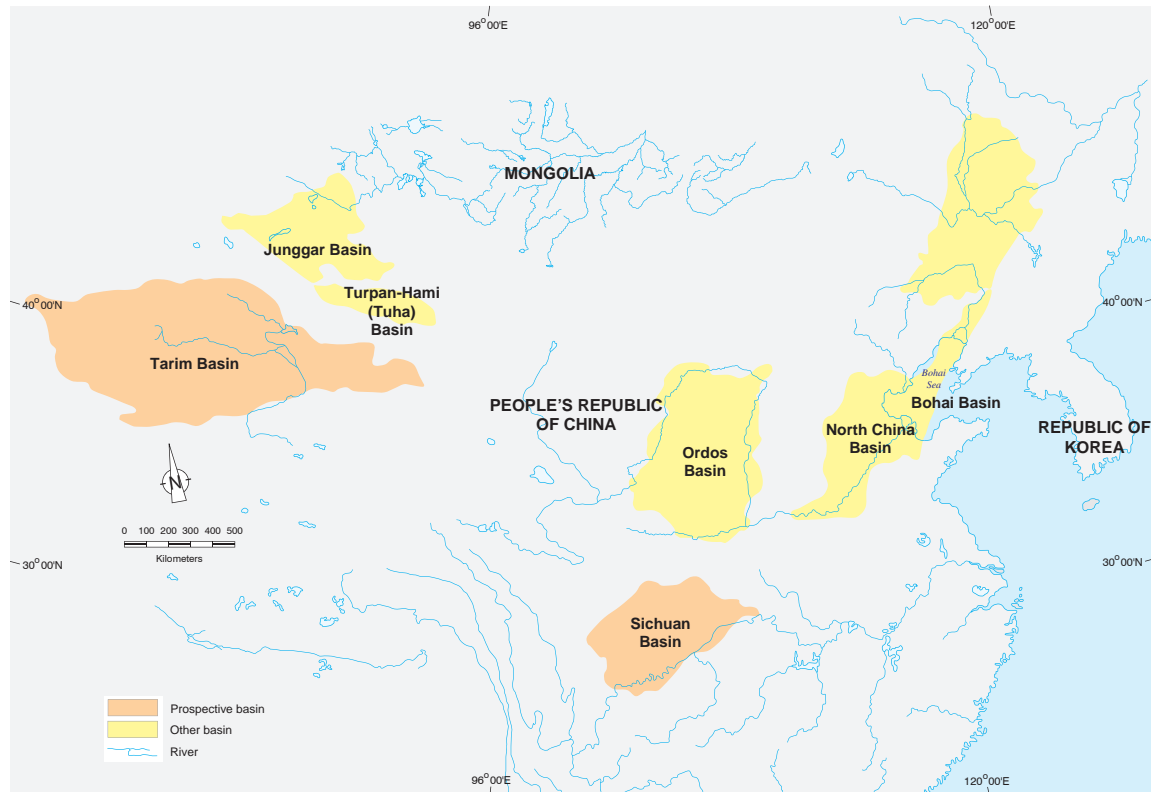 96°00'E
120°00'E
MONGOLIA
Junggar Basin
Turpan-Hami
(Tuha)
Basin
40°00'N
40°00'N
Tarim Basin
Bohai
Sea
Bohai Basin
PEOPLE'S REPUBLIC
OF CHINA
North China
Basin
REPUBLIC OF
KOREA
Ordos
Basin
N
0 100 200 300 400 500
Kilometers
30°00'N
30°00'N
Sichuan
Basin
Prospective basin
Other basin
River
96°00'E
120°00'E